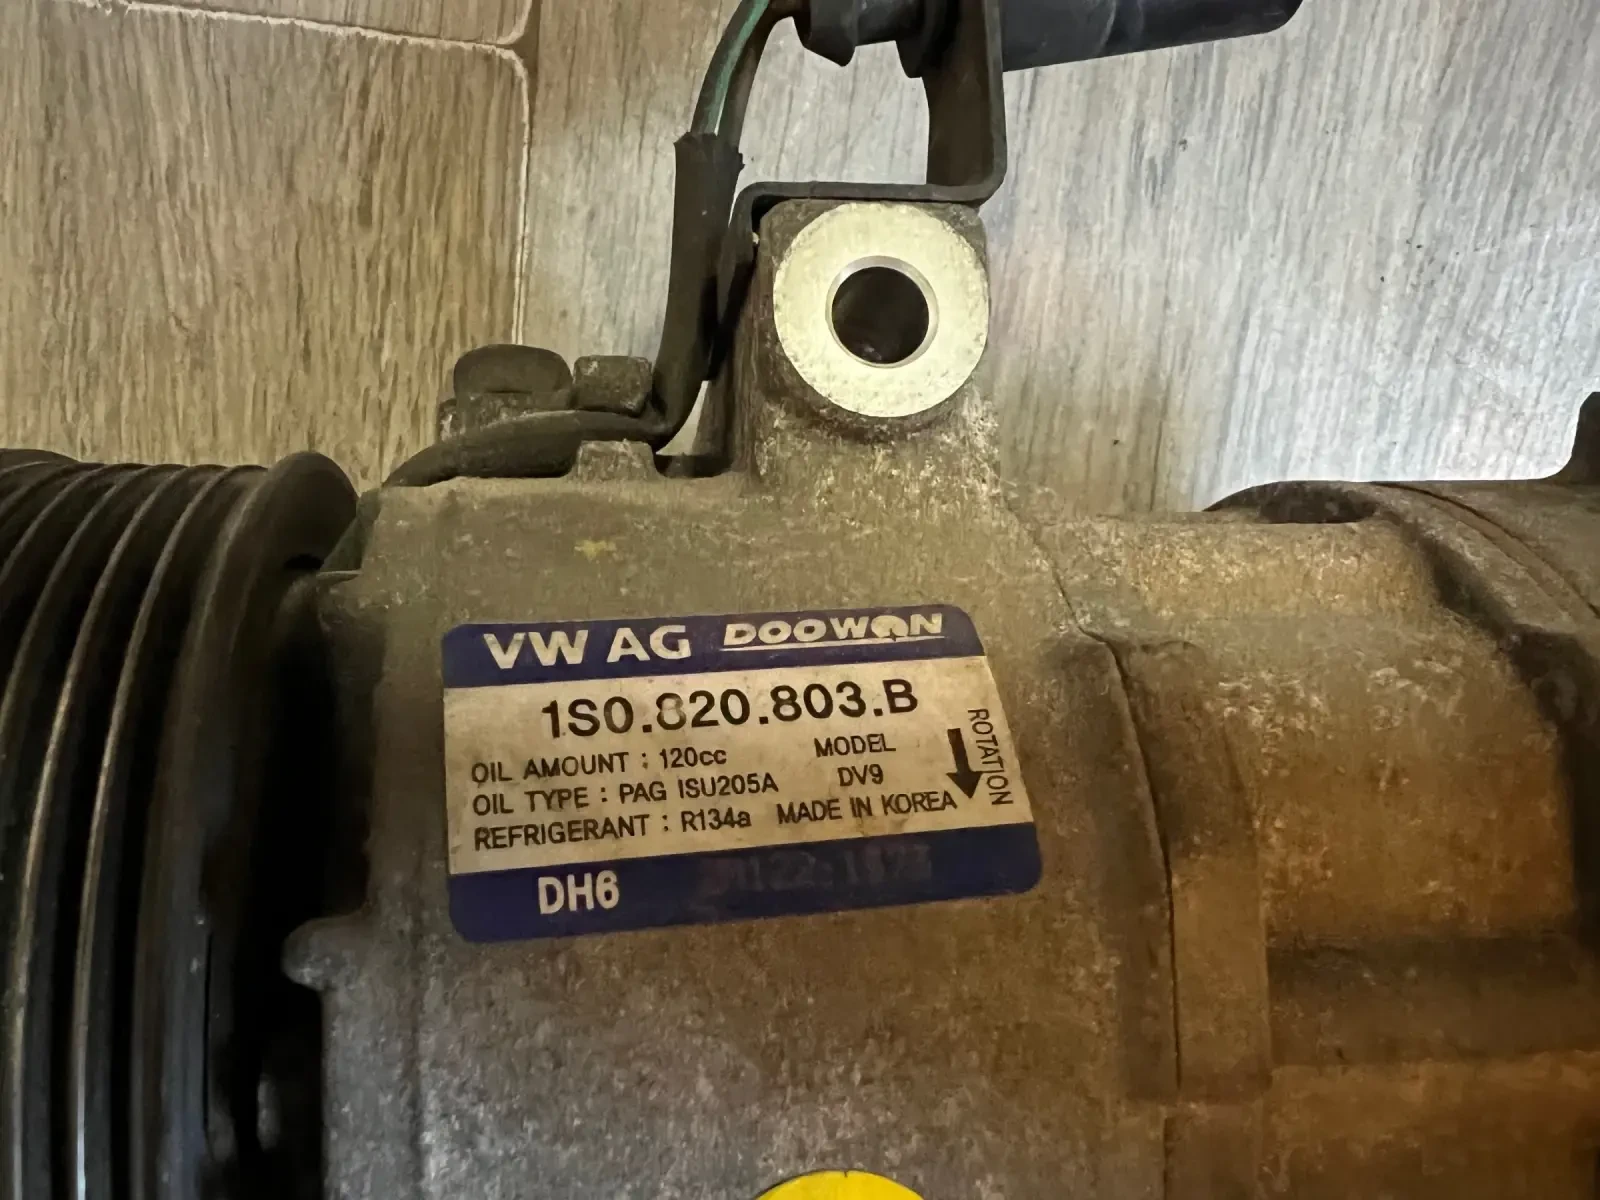 VW AG DOOWON
1S0.820.803.B
OIL AMOUNT : 120cc MODEL
OIL TYPE : PAG ISU205A DV9
REFRIGERANT : R134a MADE IN KOREA
ROTATION
DH6